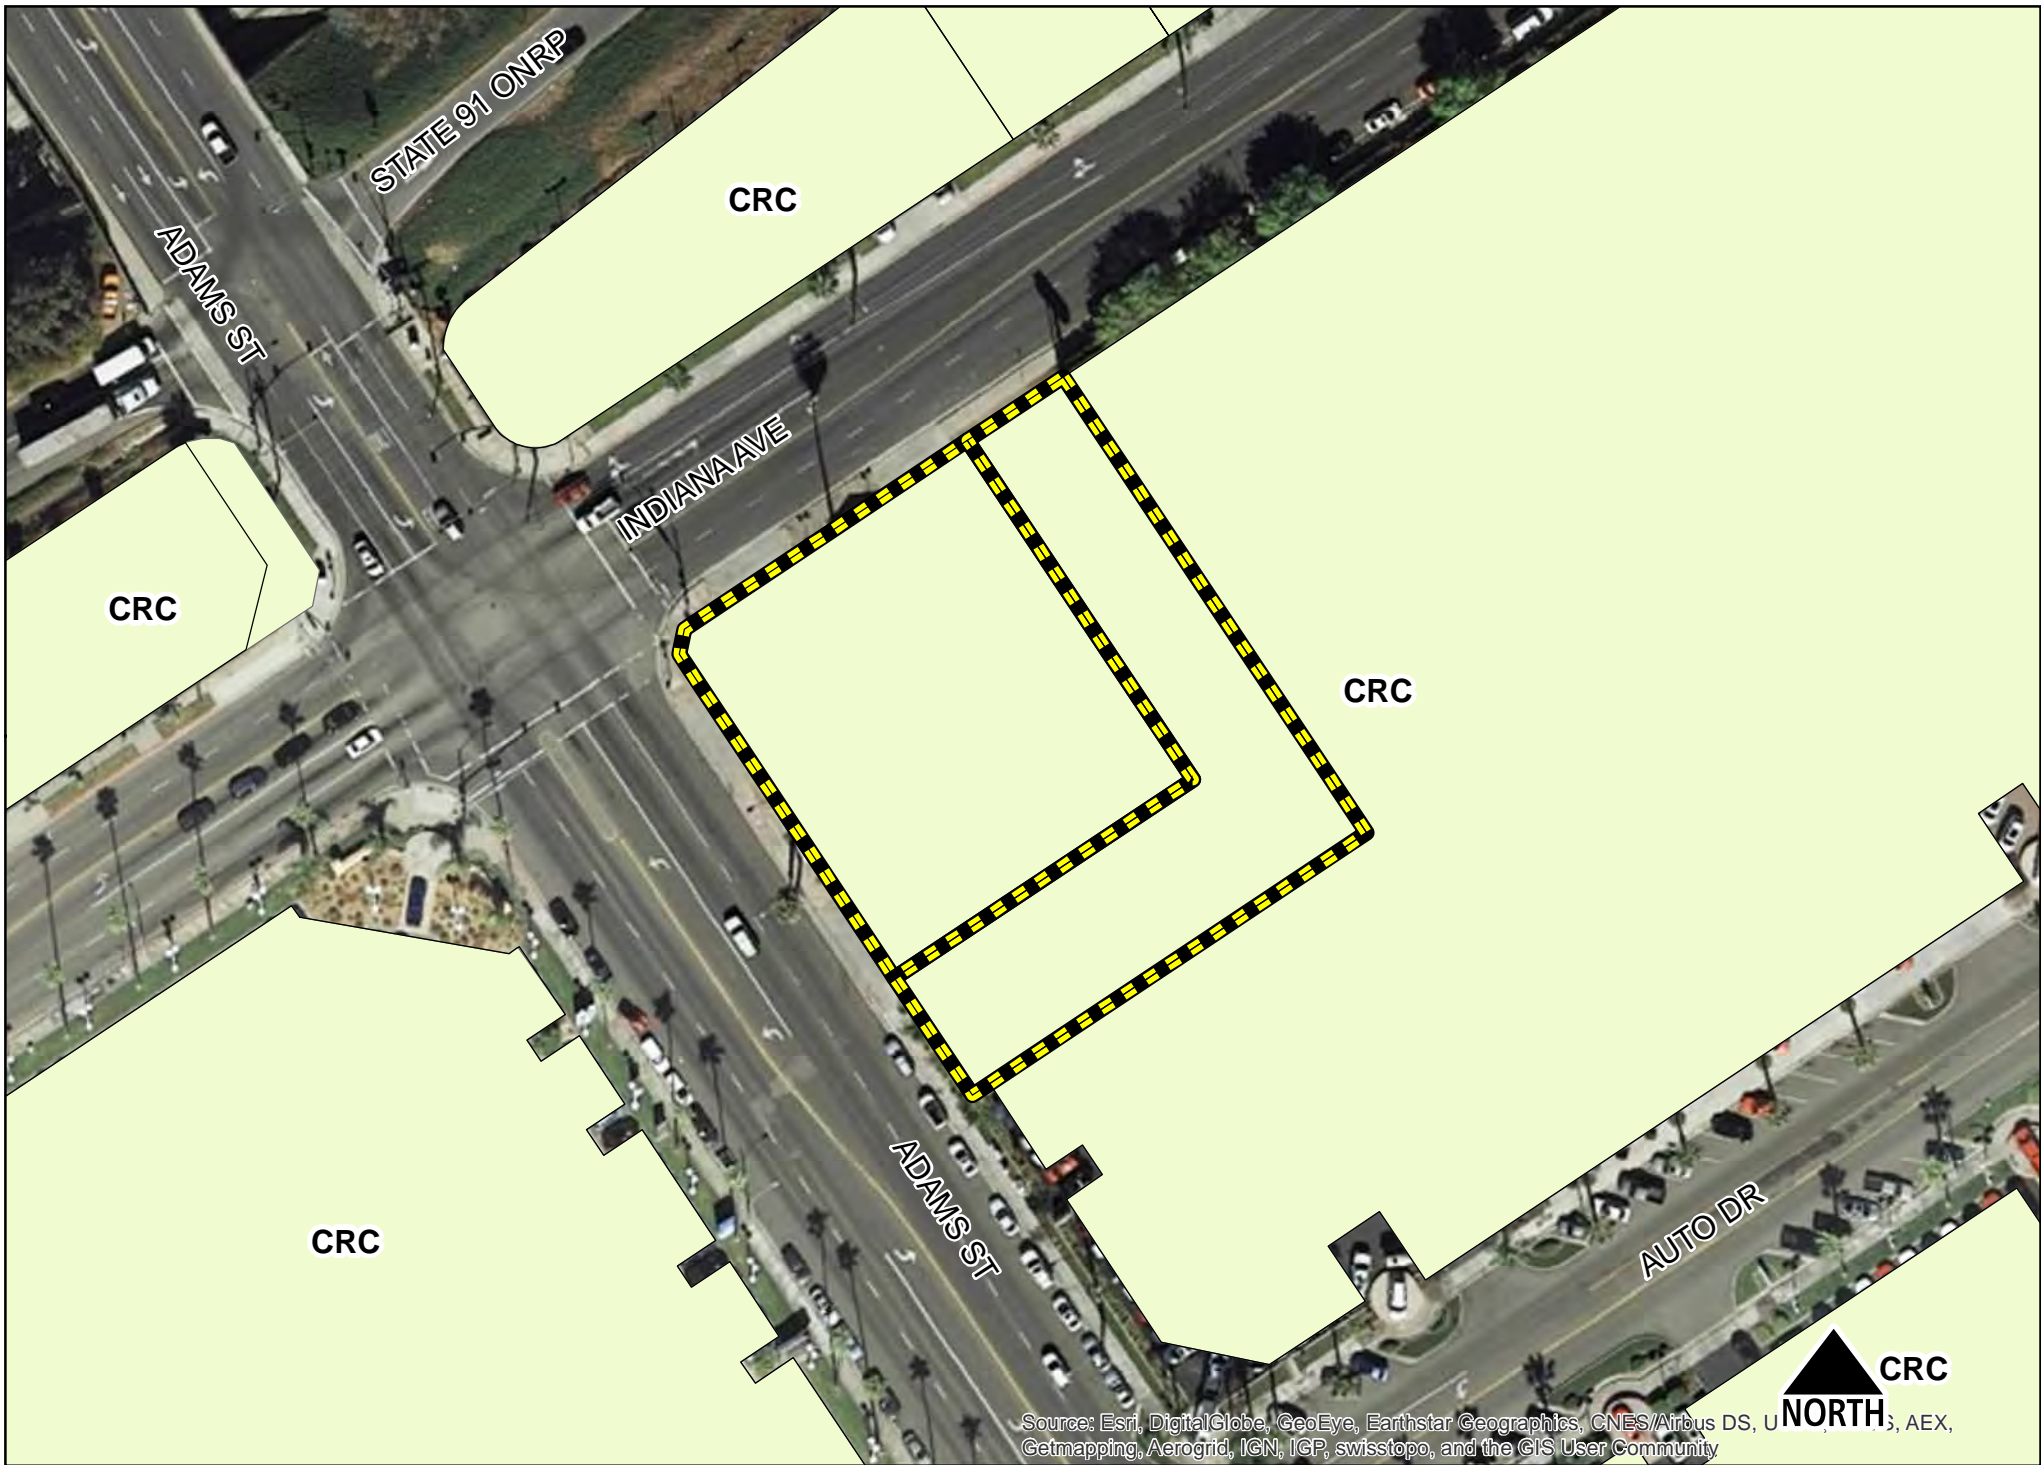 STATE 91 ONRP
CRC
ADAMS ST
INDIANA AVE
CRC
CRC
ADAMS ST
CRC
AUTO DR
CRC
NORTH
Source: Esri, DigitalGlobe, GeoEye, Earthstar Geographics, CNES/Airbus DS, AEX,
Getmapping, Aerogrid, IGN, IGP, swisstopo, and the GIS User Community